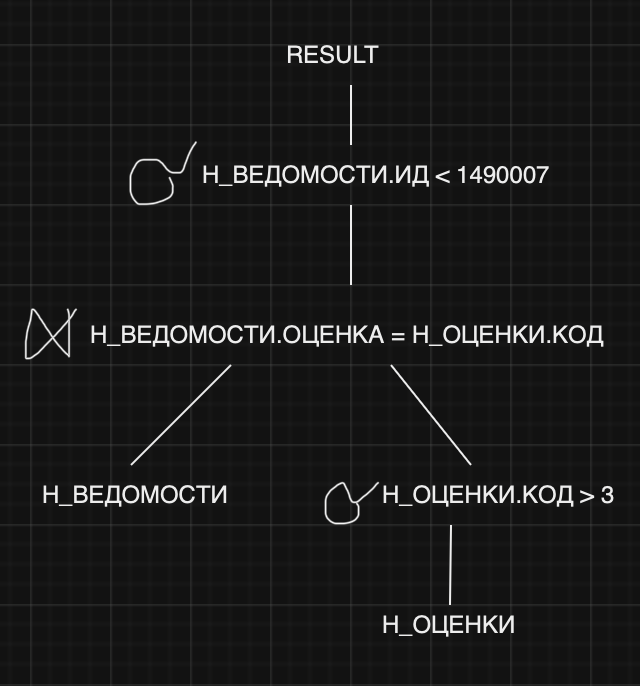 RESULT
Н_ВЕДОМОСТИ.ИД < 1490007
Н_ВЕДОМОСТИ.ОЦЕНКА = Н_ОЦЕНКИ.КОД
Н_ВЕДОМОСТИ
Н_ОЦЕНКИ.КОД > 3
Н_ОЦЕНКИ